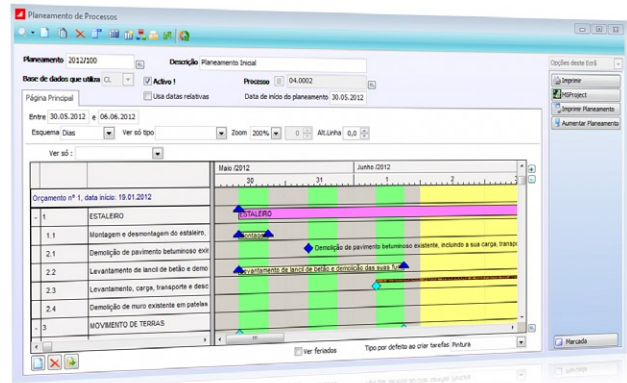 Planeamento de Processos
Planeamento 2012/100 Descrição Planeamento Inicial Opções deste Ecrã
Base de dados que utiliza CL Activo ! Processo 04.0002 Imprimir
Página Principal Usa datas relativas Data de início do planeamento 30.05.2012 MSProject
Imprimir Planeamento
Entre 30.05.2012 e 06.06.2012 Aumentar Planeamento
Esquema Dias Ver só tipo Zoom 200% 0 Alt.Linha 0,0
Ver só :
Maio /2012 Junho /2012
30 31 1 2 3
Orçamento nº 1, data início: 19.01.2012
- 1 ESTALEIRO ESTALEIRO
1.1 Montagem e desmontagem do estaleiro,
2.1 Demolição de pavimento betuminoso exis Demolição de pavimento betuminoso existente, incluindo a sua carga, transpo
2.2 Levantamento de lancil de betão e demo Levantamento de lancil de betão e demolição das suas fu
2.3 Levantamento, carga, transporte e desc
2.4 Demolição de muro existente em patelas
- 3 MOVIMENTO DE TERRAS
Ver feriados Tipo por defeito ao criar tarefas Pintura Marcada